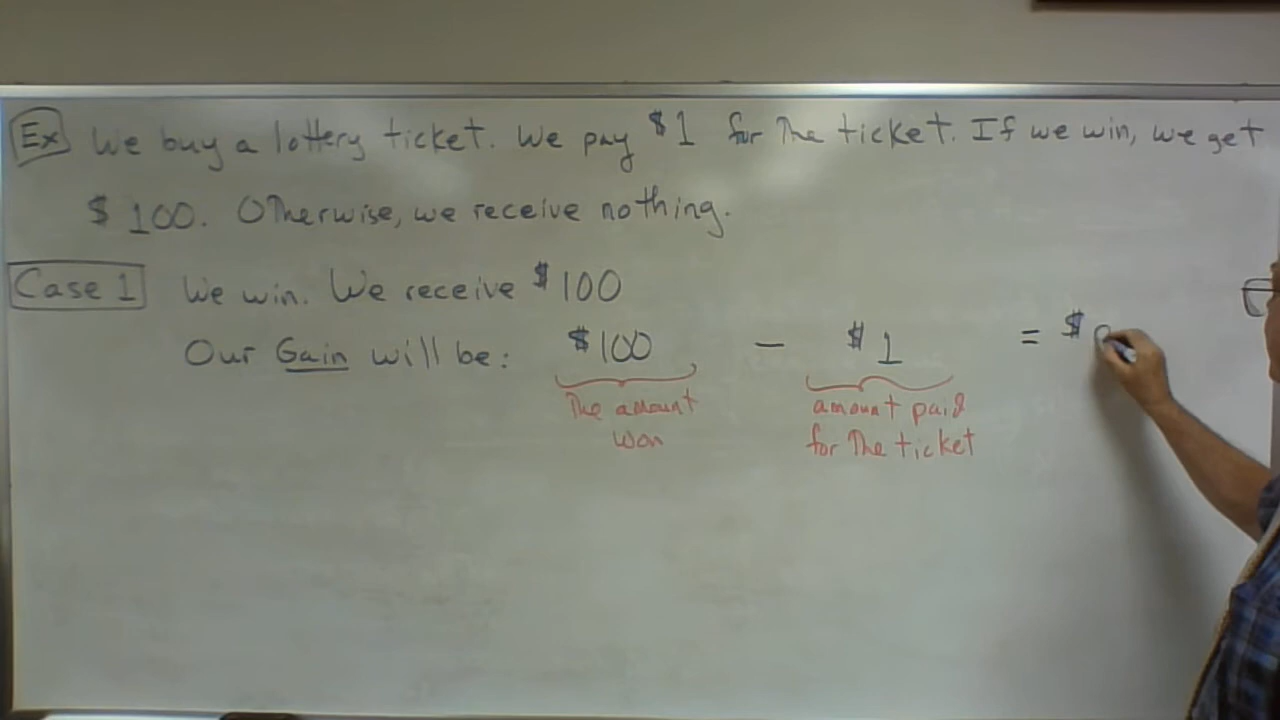 Ex We buy a lottery ticket. We pay $1 for The ticket. If we win, we get
$100. Otherwise, we receive nothing.
Case 1 We win. We receive $100
Our Gain will be: $100 - $1 = $
The amount won
amount paid for The ticket